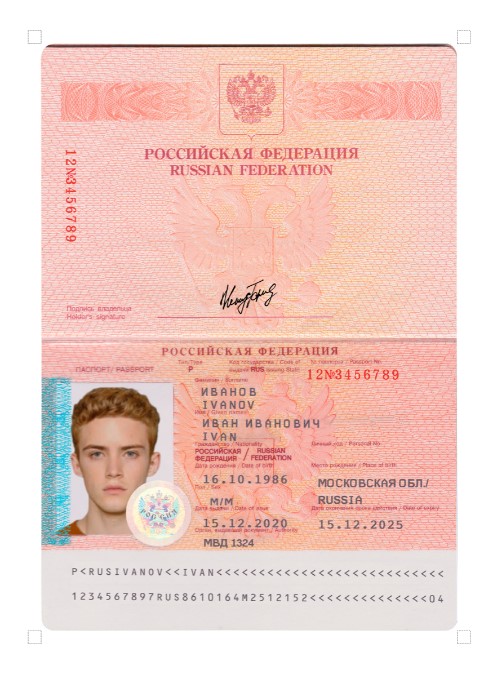 РОССИЙСКАЯ ФЕДЕРАЦИЯ
RUSSIAN FEDERATION
12№3456789
Подпись владельца
Holder's signature
РОССИЙСКАЯ ФЕДЕРАЦИЯ
ПАСПОРТ/ PASSPORT
Тип/Type
P
Код государства / Code of
выдачи RUS issuing State
№ паспорта / Passport No.
12№3456789
Фамилия / Surname
ИВАНОВ
IVANOV
Имя / Given names
ИВАН ИВАНОВИЧ
IVAN
Гражданство / Nationality
РОССИЙСКАЯ / RUSSIAN
ФЕДЕРАЦИЯ FEDERATION
Личный код / Personal No.
Дата рождения / Date of birth
16.10.1986
Место рождения / Place of birth
МОСКОВСКАЯ ОБЛ./
RUSSIA
Пол / Sex
М/M
Дата выдачи / Date of issue
15.12.2020
Дата окончания срока действия / Date of expiry
15.12.2025
Орган, выдавший документ / Authority
МВД 1324
P<RUSIVANOV<<IVAN<<<<<<<<<<<<<<<<<<<<<<<<<<<
1234567897RUS8610164M2512152<<<<<<<<<<<<<<04